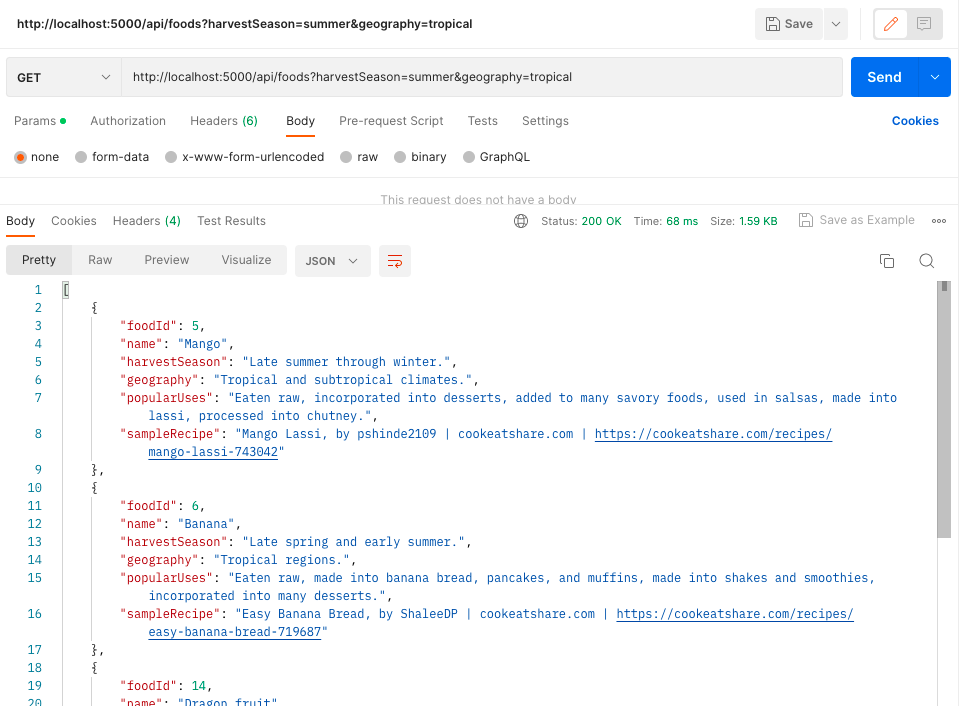 http://localhost:5000/api/foods?harvestSeason=summer&geography=tropical
Save
GET
http://localhost:5000/api/foods?harvestSeason=summer&geography=tropical
Send
Params
Authorization
Headers (6)
Body
Pre-request Script
Tests
Settings
Cookies
none
form-data
x-www-form-urlencoded
raw
binary
GraphQL
This request does not have a body
Body
Cookies
Headers (4)
Test Results
Status: 200 OK
Time: 68 ms
Size: 1.59 KB
Save as Example
Pretty
Raw
Preview
Visualize
JSON
1 [
2 {
3 "foodId": 5,
4 "name": "Mango",
5 "harvestSeason": "Late summer through winter.",
6 "geography": "Tropical and subtropical climates.",
7 "popularUses": "Eaten raw, incorporated into desserts, added to many savory foods, used in salsas, made into
lassi, processed into chutney.",
8 "sampleRecipe": "Mango Lassi, by pshinde2109 | cookeatshare.com | https://cookeatshare.com/recipes/
mango-lassi-743042"
9 },
10 {
11 "foodId": 6,
12 "name": "Banana",
13 "harvestSeason": "Late spring and early summer.",
14 "geography": "Tropical regions.",
15 "popularUses": "Eaten raw, made into banana bread, pancakes, and muffins, made into shakes and smoothies,
incorporated into many desserts.",
16 "sampleRecipe": "Easy Banana Bread, by ShaleeDP | cookeatshare.com | https://cookeatshare.com/recipes/
easy-banana-bread-719687"
17 },
18 {
19 "foodId": 14,
20 "name": "Dragon fruit"